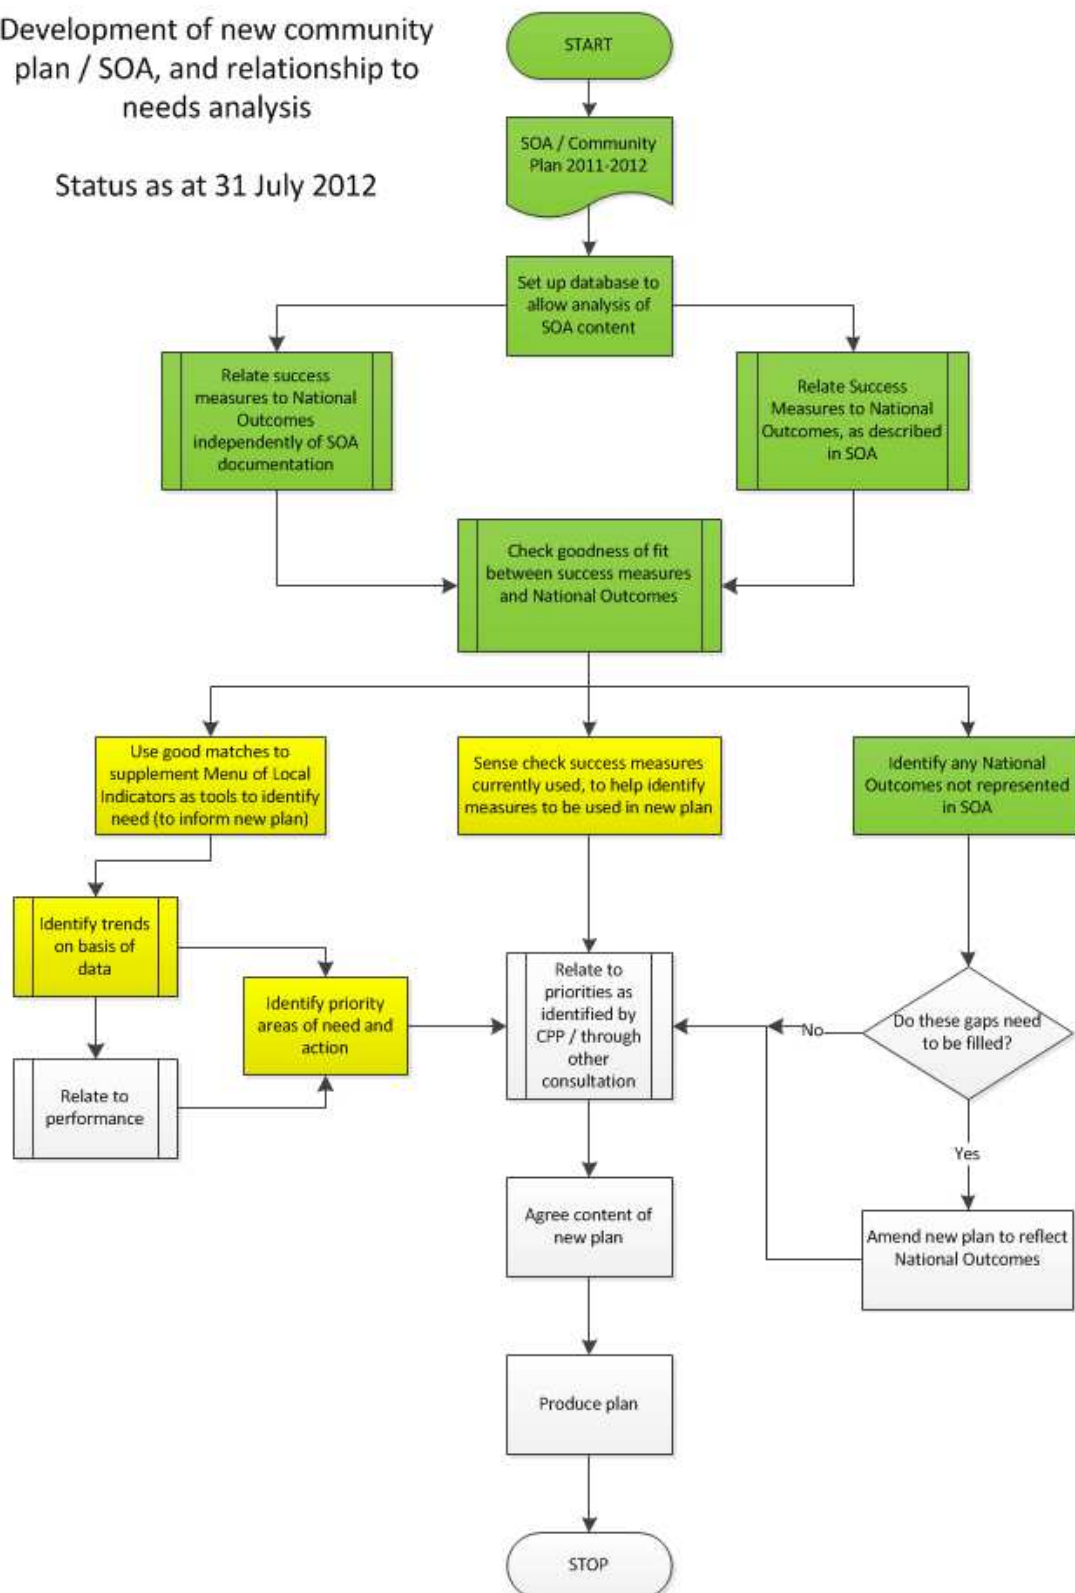 Development of new community
plan / SOA, and relationship to
needs analysis
Status as at 31 July 2012
START
SOA / Community
Plan 2011-2012
Set up database to
allow analysis of
SOA content
Relate success
measures to National
Outcomes
independently of SOA
documentation
Relate Success
Measures to National
Outcomes, as described
in SOA
Check goodness of fit
between success measures
and National Outcomes
Use good matches to
supplement Menu of Local
Indicators as tools to identify
need (to inform new plan)
Sense check success measures
currently used, to help identify
measures to be used in new plan
Identify any National
Outcomes not represented
in SOA
Identify trends
on basis of
data
Identify priority
areas of need and
action
Relate to
priorities as
identified by
CPP / through
other
consultation
No
Do these gaps need
to be filled?
Relate to
performance
Yes
Agree content of
new plan
Amend new plan to reflect
National Outcomes
Produce plan
STOP